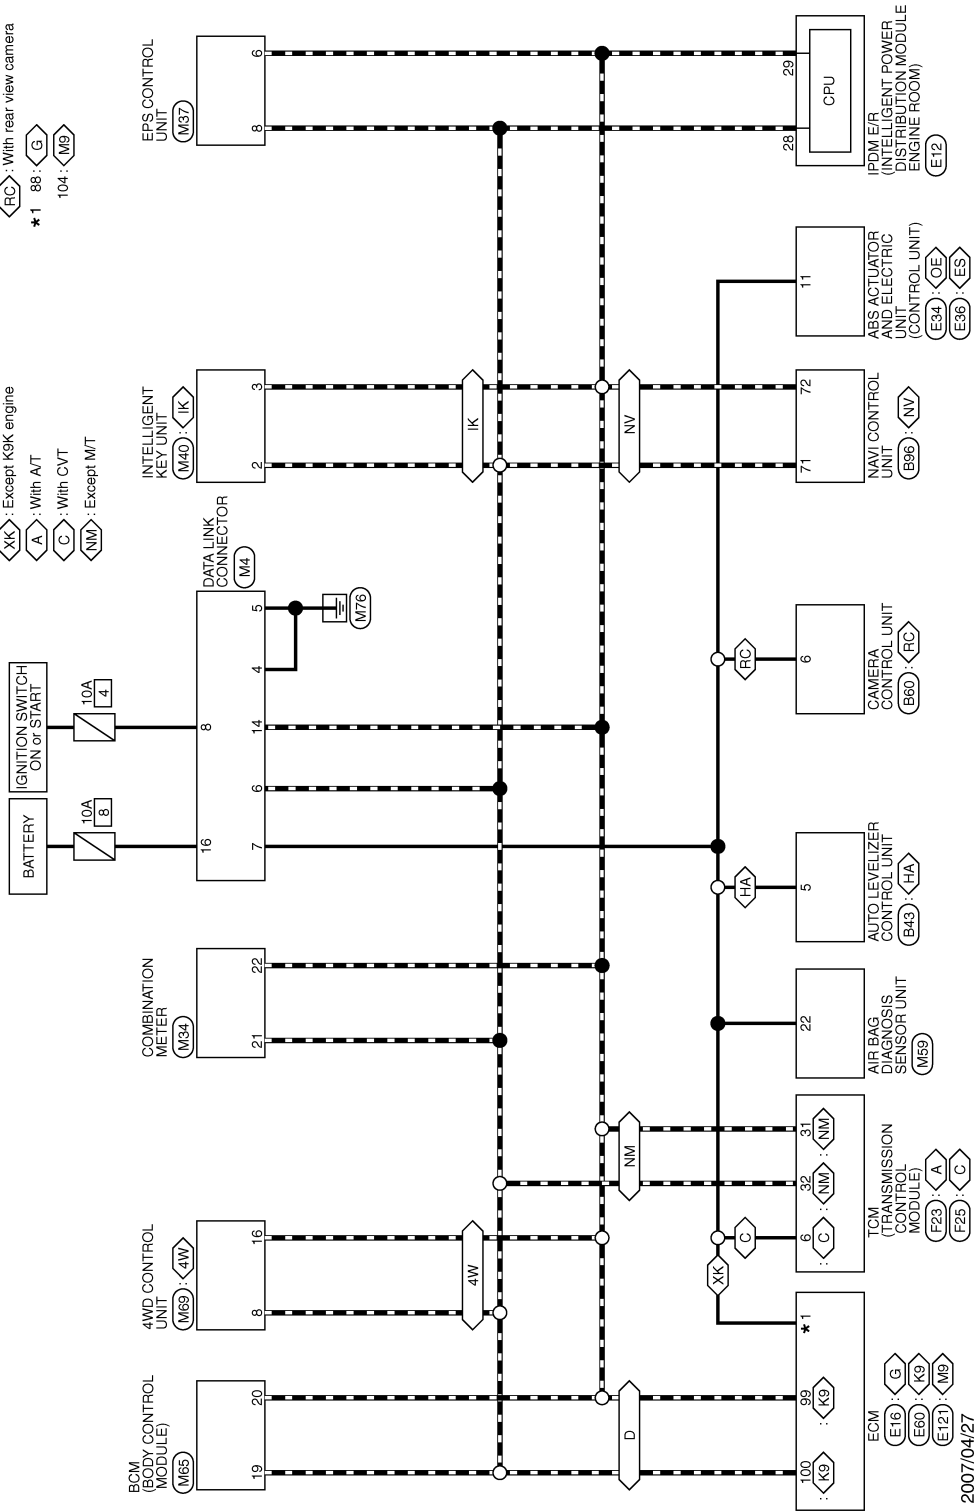 BATTERY
IGNITION SWITCH
ON or START
10A
8
10A
4
XK : Except K9K engine
A : With A/T
C : With CVT
NM : Except M/T
RC : With rear view camera
*1 88 : G
104 : M9
BCM
(BODY CONTROL
MODULE)
M65
19
20
4WD CONTROL
UNIT
M69 : 4W
8
16
COMBINATION
METER
M34
21
22
16
8
7
6
14
4
5
DATA LINK
CONNECTOR
M4
M76
INTELLIGENT
KEY UNIT
M40 : IK
2
3
EPS CONTROL
UNIT
M37
8
6
4W
IK
D
NM
NV
XK
C
HA
RC
100
: K9
99
: K9
*1
ECM
E16 : G
E60 : K9
E121 : M9
6
: C
32
: NM
31
: NM
TCM
(TRANSMISSION
CONTROL
MODULE)
F23 : A
F25 : C
22
AIR BAG
DIAGNOSIS
SENSOR UNIT
M59
5
AUTO LEVELIZER
CONTROL UNIT
B43 : HA
6
CAMERA
CONTROL UNIT
B60 : RC
71
72
NAVI CONTROL
UNIT
B96 : NV
11
ABS ACTUATOR
AND ELECTRIC
UNIT
(CONTROL UNIT)
E34 : OE
E36 : ES
28
29
CPU
IPDM E/R
(INTELLIGENT POWER
DISTRIBUTION MODULE
ENGINE ROOM)
E12
2007/04/27